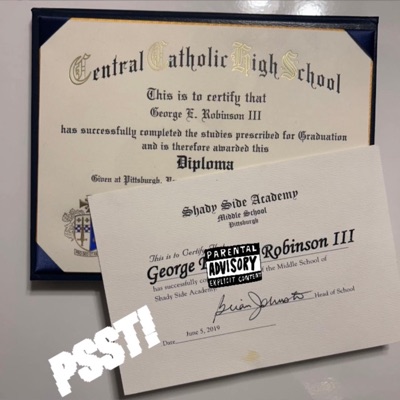 Central Catholic High School
This is to certify that
George E. Robinson III
has successfully completed the studies prescribed for Graduation
and is therefore awarded this
Diploma
Given at Pittsburgh,
Shady Side Academy
Middle School
Pittsburgh
This is to Certify
George Robinson III
PARENTAL
ADVISORY
EXPLICIT CONTENT
has successfully the Middle School of
Shady Side Academy
Brian Johnston Head of School
June 5, 2019
Date
PSST!